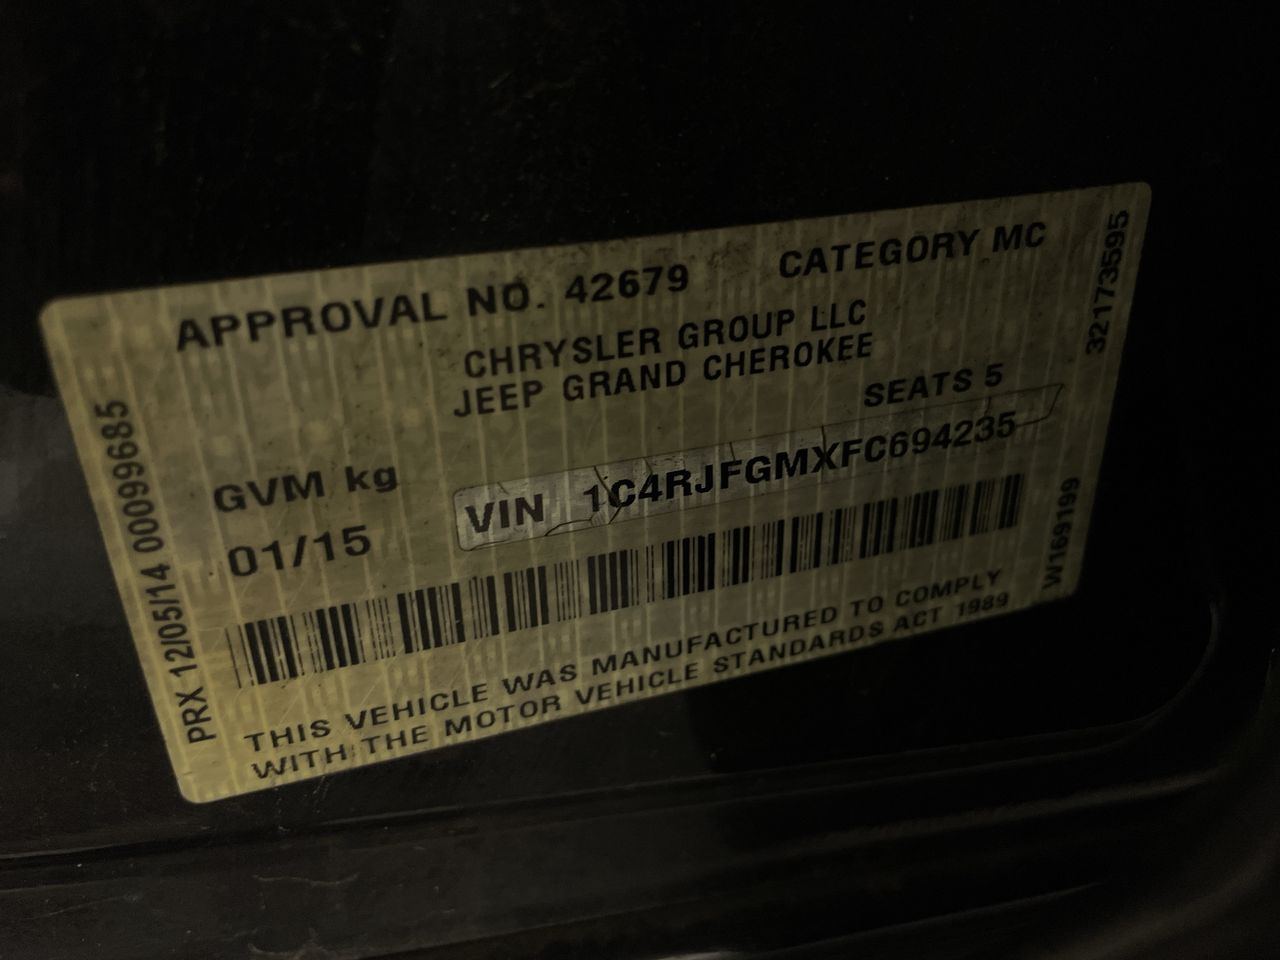 APPROVAL NO. 42679 CATEGORY MC
CHRYSLER GROUP LLC
JEEP GRAND CHEROKEE
SEATS 5
GVM kg
VIN 1C4RJFGMXFC694235
01/15
THIS VEHICLE WAS MANUFACTURED TO COMPLY
WITH THE MOTOR VEHICLE STANDARDS ACT 1989
PRX 12/05/14 00099685
32173595
W169199